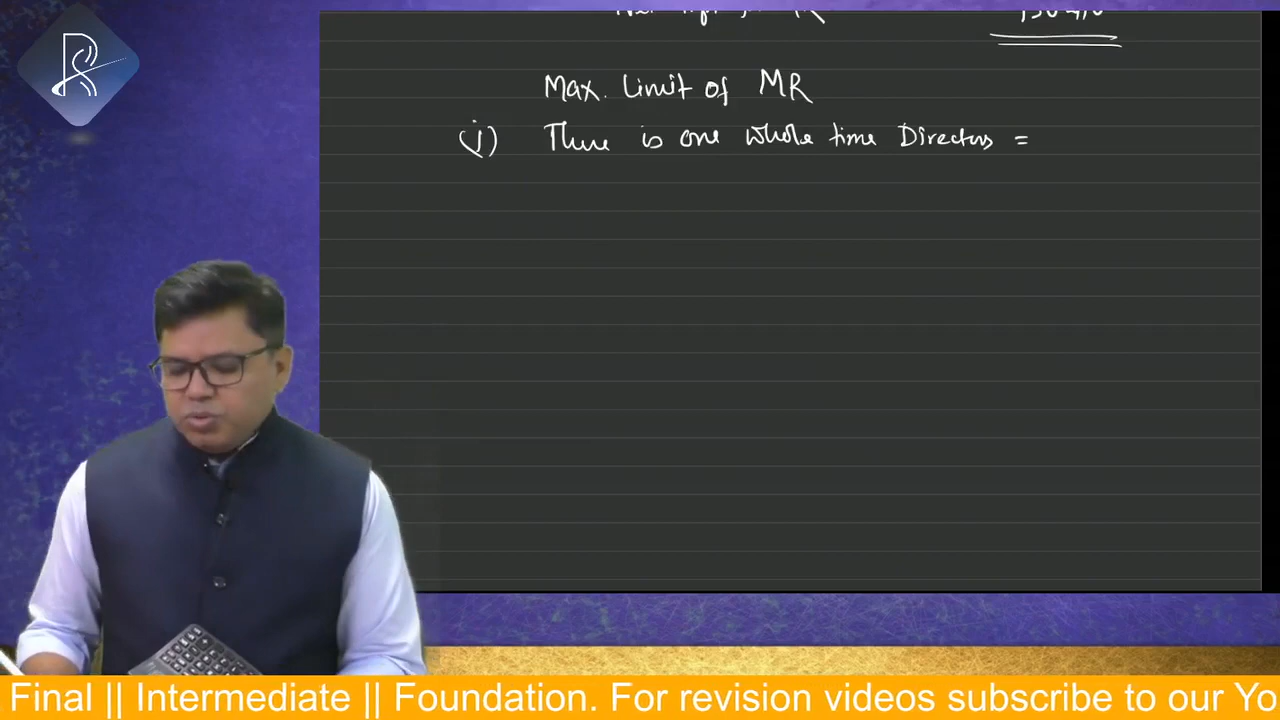 Max. Limit of MR
(i) There is one whole time Directors =
Final || Intermediate || Foundation. For revision videos subscribe to our Yo